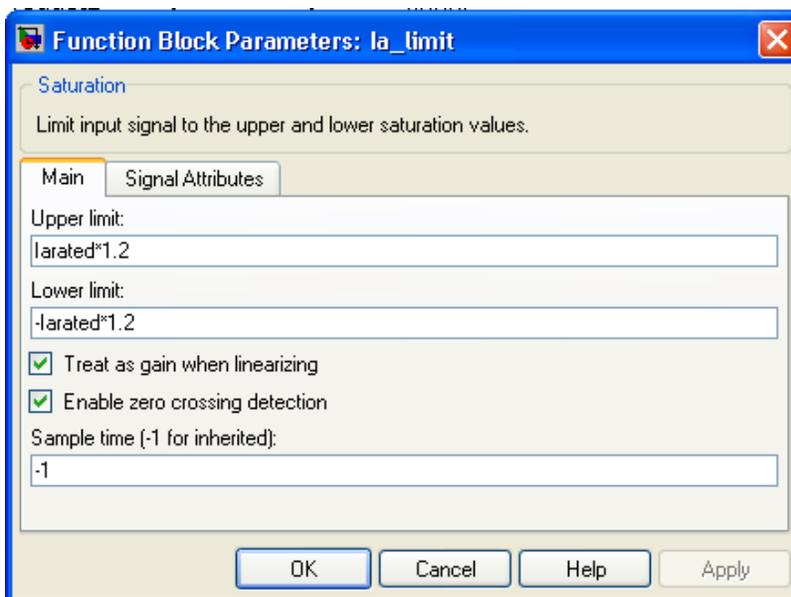 Function Block Parameters: Ia_limit
Saturation
Limit input signal to the upper and lower saturation values.
Main
Signal Attributes
Upper limit:
Iarated*1.2
Lower limit:
-Iarated*1.2
Treat as gain when linearizing
Enable zero crossing detection
Sample time (-1 for inherited):
-1
OK
Cancel
Help
Apply